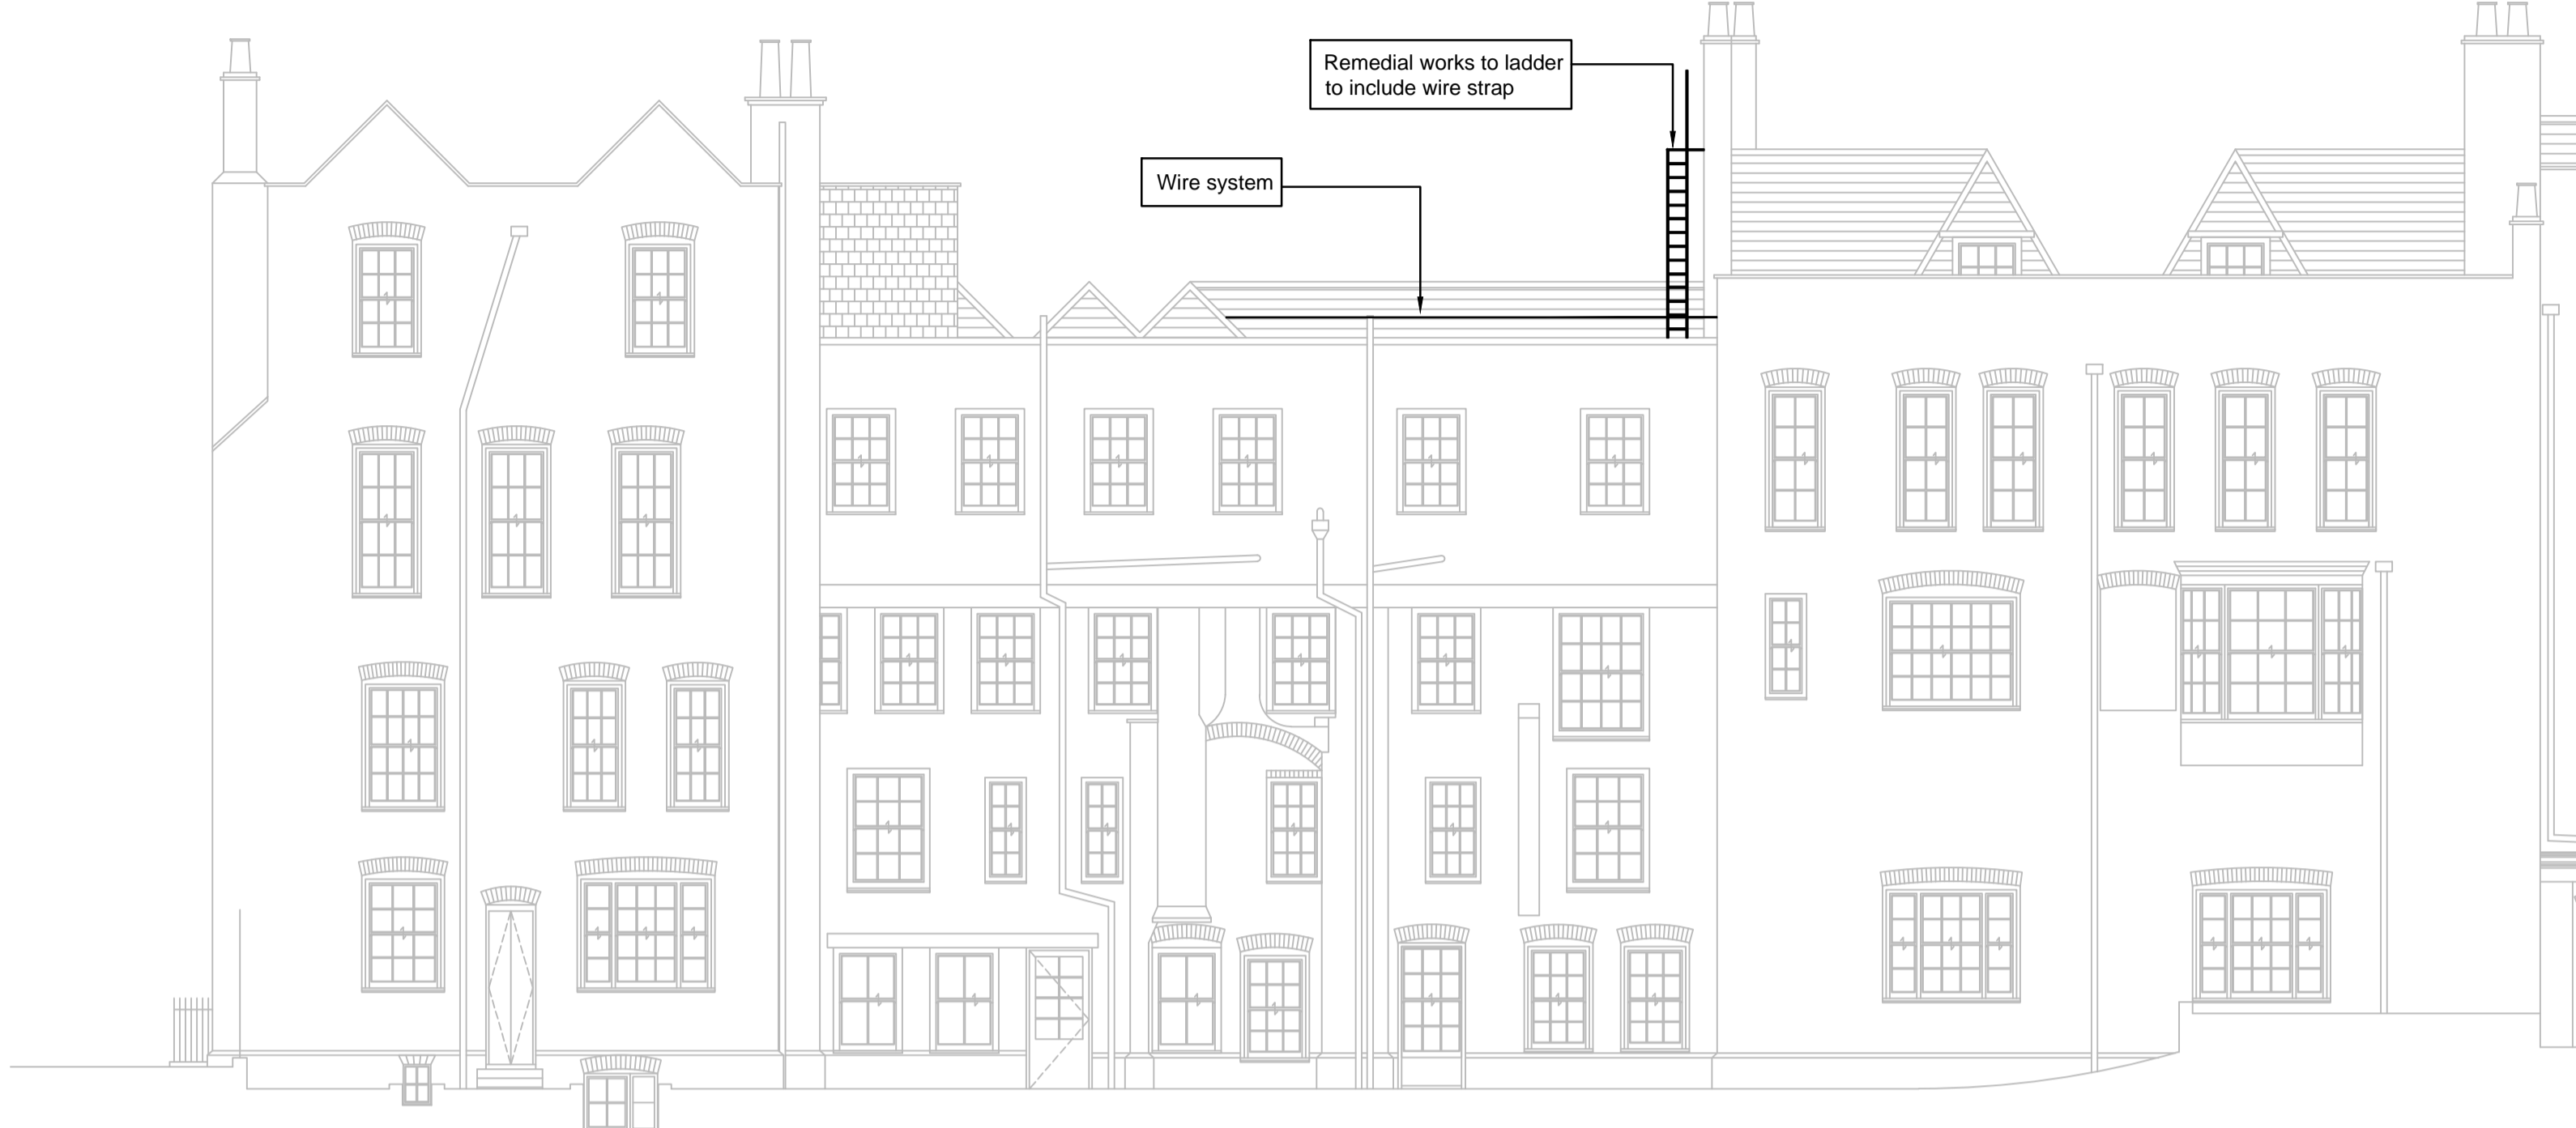 Remedial works to ladder
to include wire strap
Wire system